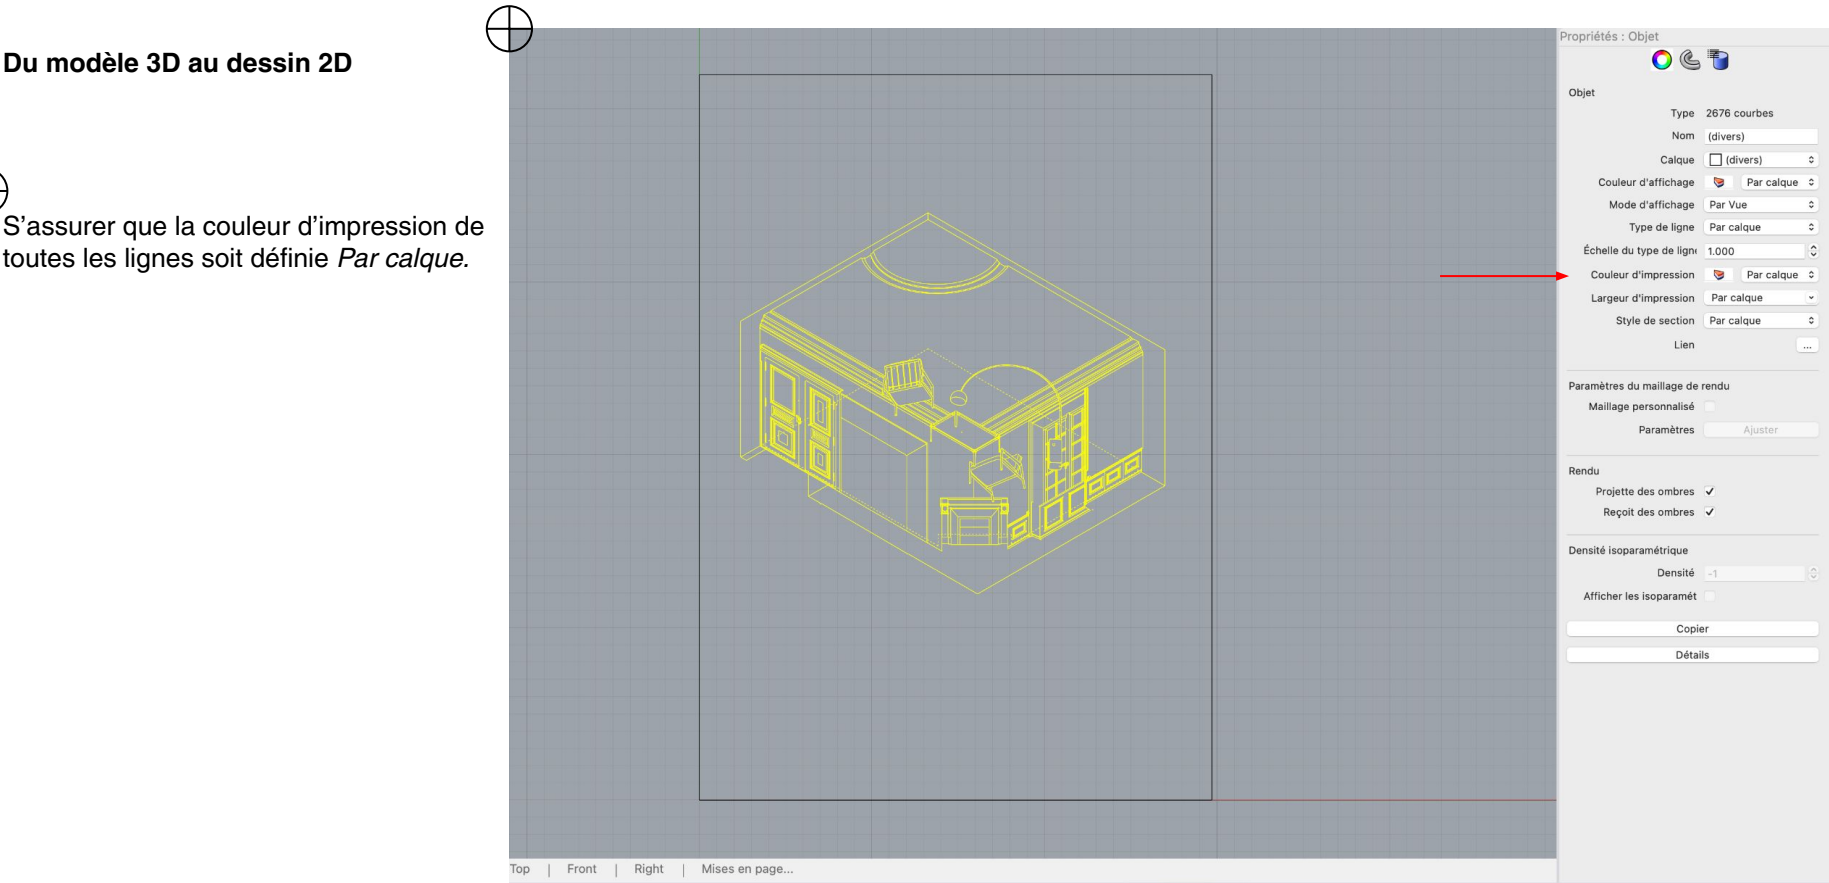 Du modèle 3D au dessin 2D
S'assurer que la couleur d'impression de
toutes les lignes soit définie Par calque.
Propriétés : Objet
Objet
Type 2676 courbes
Nom (divers)
Calque (divers)
Couleur d'affichage Par calque
Mode d'affichage Par Vue
Type de ligne Par calque
Échelle du type de ligne 1.000
Couleur d'impression Par calque
Largeur d'impression Par calque
Style de section Par calque
Lien ...
Paramètres du maillage de rendu
Maillage personnalisé
Paramètres Ajuster
Rendu
Projette des ombres
Reçoit des ombres
Densité isoparamétrique
Densité -1
Afficher les isoparamét
Copier
Détails
Top | Front | Right | Mises en page...